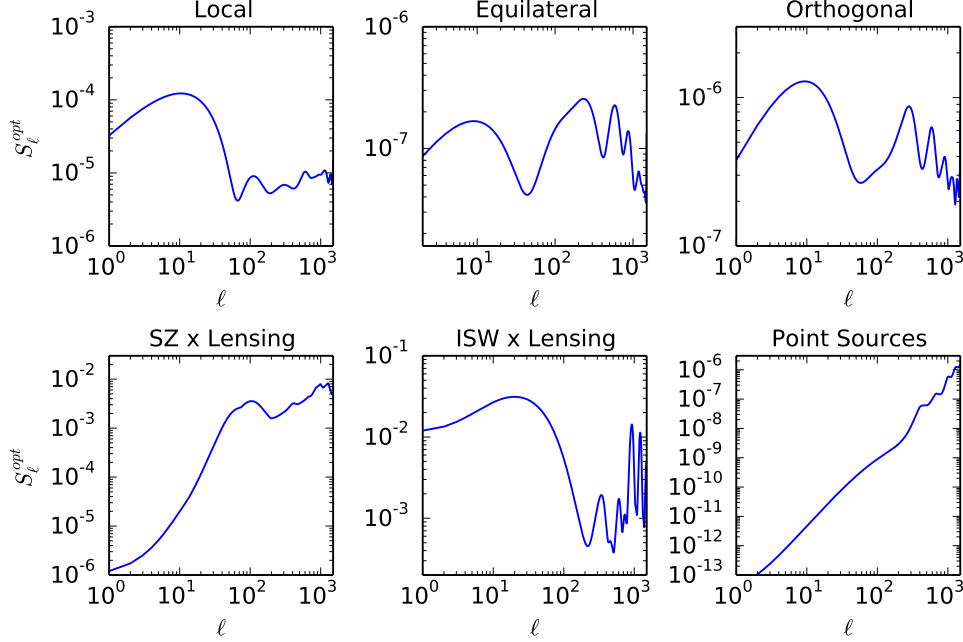 Local
10^-3
10^-4
10^-5
10^-6
S_ℓ^opt
10^0 10^1 10^2 10^3
ℓ
Equilateral
10^-6
10^-7
10^1 10^2 10^3
ℓ
Orthogonal
10^-6
10^-7
10^0 10^1 10^2 10^3
ℓ
SZ x Lensing
10^-2
10^-3
10^-4
10^-5
10^-6
S_ℓ^opt
10^0 10^1 10^2 10^3
ℓ
ISW x Lensing
10^-1
10^-2
10^-3
10^1 10^2 10^3
ℓ
Point Sources
10^-6
10^-7
10^-8
10^-9
10^-10
10^-11
10^-12
10^-13
10^0 10^1 10^2 10^3
ℓ